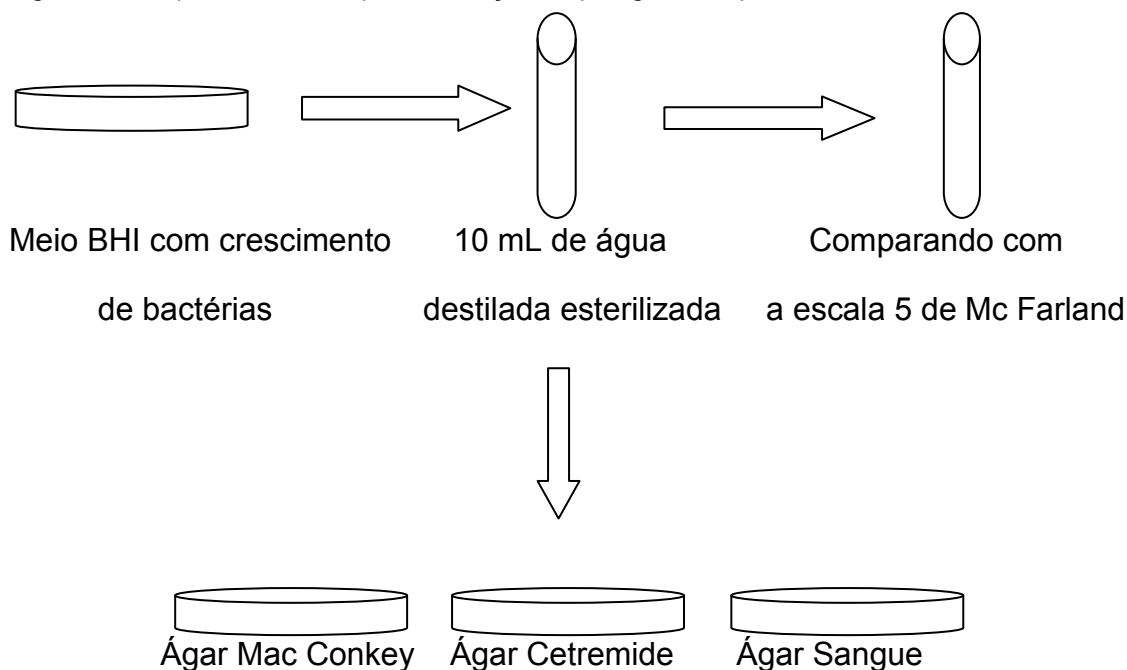 Meio BHI com crescimento 10 mL de água Comparando com
de bactérias destilada esterilizada a escala 5 de Mc Farland
Ágar Mac Conkey Ágar Cetremide Ágar Sangue